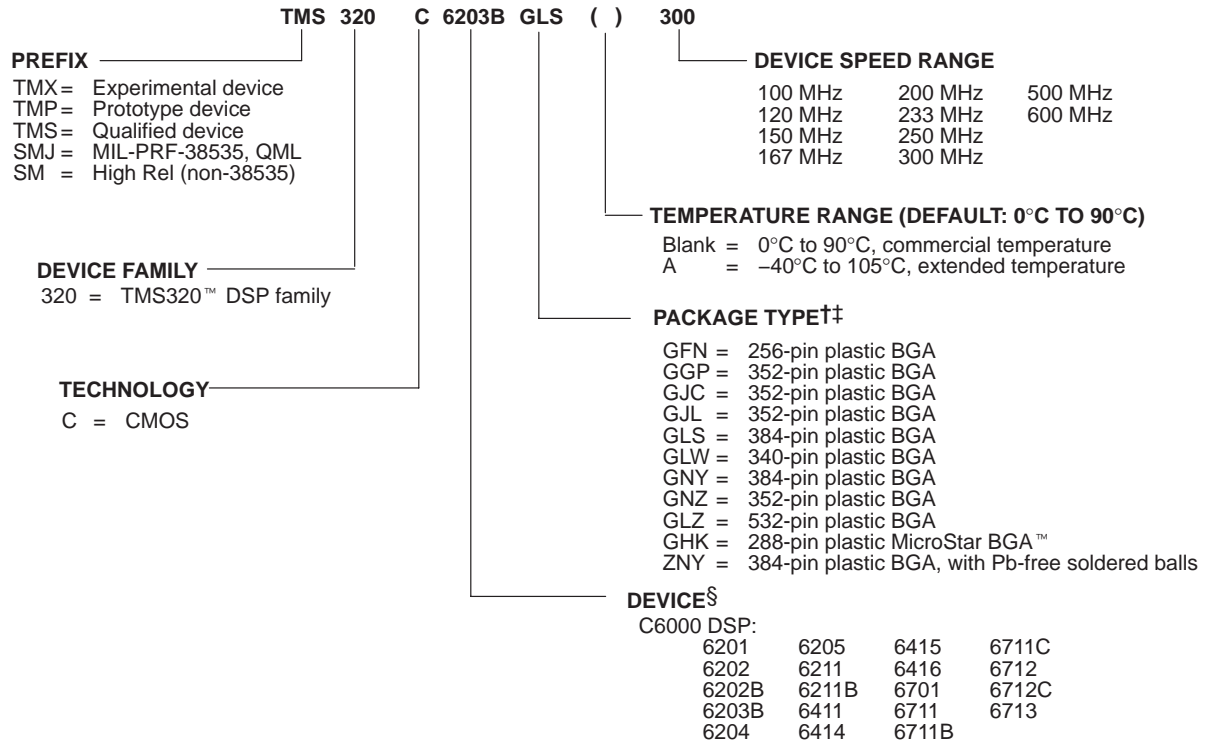 TMS 320 C 6203B GLS ( ) 300
PREFIX
TMX = Experimental device
TMP = Prototype device
TMS = Qualified device
SMJ = MIL-PRF-38535, QML
SM = High Rel (non-38535)
DEVICE SPEED RANGE
100 MHz 200 MHz 500 MHz
120 MHz 233 MHz 600 MHz
150 MHz 250 MHz
167 MHz 300 MHz
TEMPERATURE RANGE (DEFAULT: 0°C TO 90°C)
Blank = 0°C to 90°C, commercial temperature
A = –40°C to 105°C, extended temperature
DEVICE FAMILY
320 = TMS320™ DSP family
PACKAGE TYPE†‡
GFN = 256-pin plastic BGA
GGP = 352-pin plastic BGA
GJC = 352-pin plastic BGA
GJL = 352-pin plastic BGA
GLS = 384-pin plastic BGA
GLW = 340-pin plastic BGA
GNY = 384-pin plastic BGA
GNZ = 352-pin plastic BGA
GLZ = 532-pin plastic BGA
GHK = 288-pin plastic MicroStar BGA™
ZNY = 384-pin plastic BGA, with Pb-free soldered balls
TECHNOLOGY
C = CMOS
DEVICE§
C6000 DSP:
6201 6205 6415 6711C
6202 6211 6416 6712
6202B 6211B 6701 6712C
6203B 6411 6711 6713
6204 6414 6711B